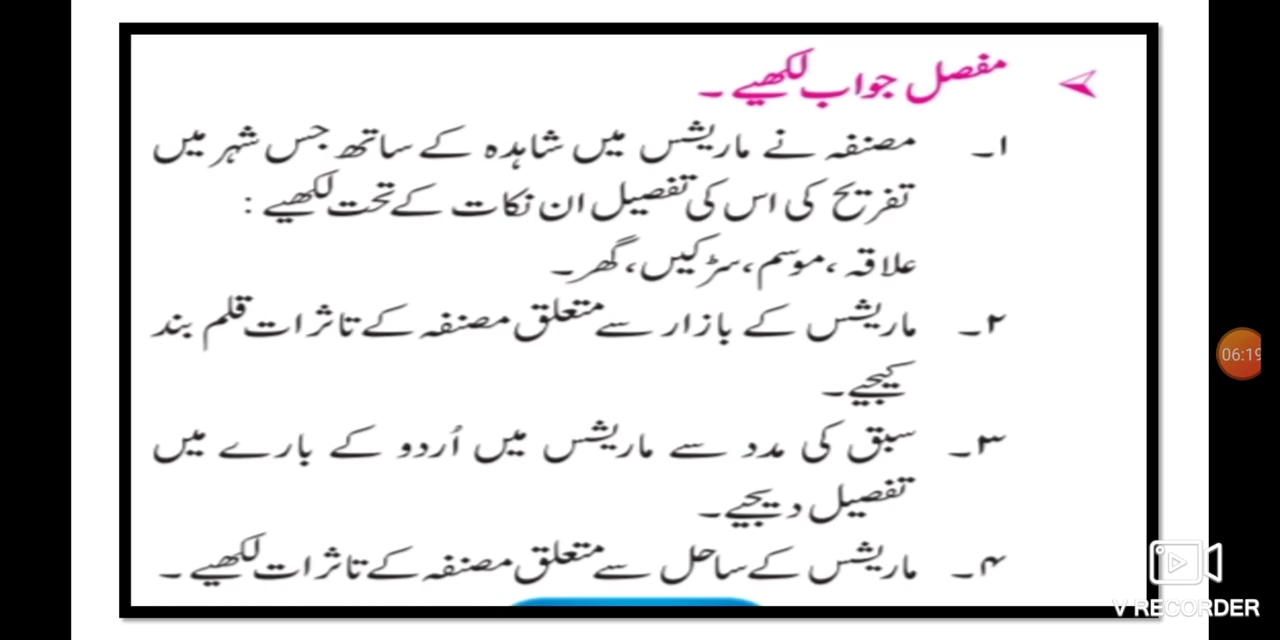 مفصل جواب لکھیے ۔
۱۔ مصنفہ نے ماریشس میں شاہدہ کے ساتھ جس شہر میں
تفریح کی اس کی تفصیل ان نکات کے تحت لکھیے :
علاقہ ، موسم ، سڑکیں ، گھر ۔
۲۔ ماریشس کے بازار سے متعلق مصنفہ کے تاثرات قلم بند
کیجیے ۔
۳۔ سبق کی مدد سے ماریشس میں اُردو کے بارے میں
تفصیل دیجیے ۔
۴۔ ماریشس کے ساحل سے متعلق مصنفہ کے تاثرات لکھیے ۔
06:19
V RECORDER